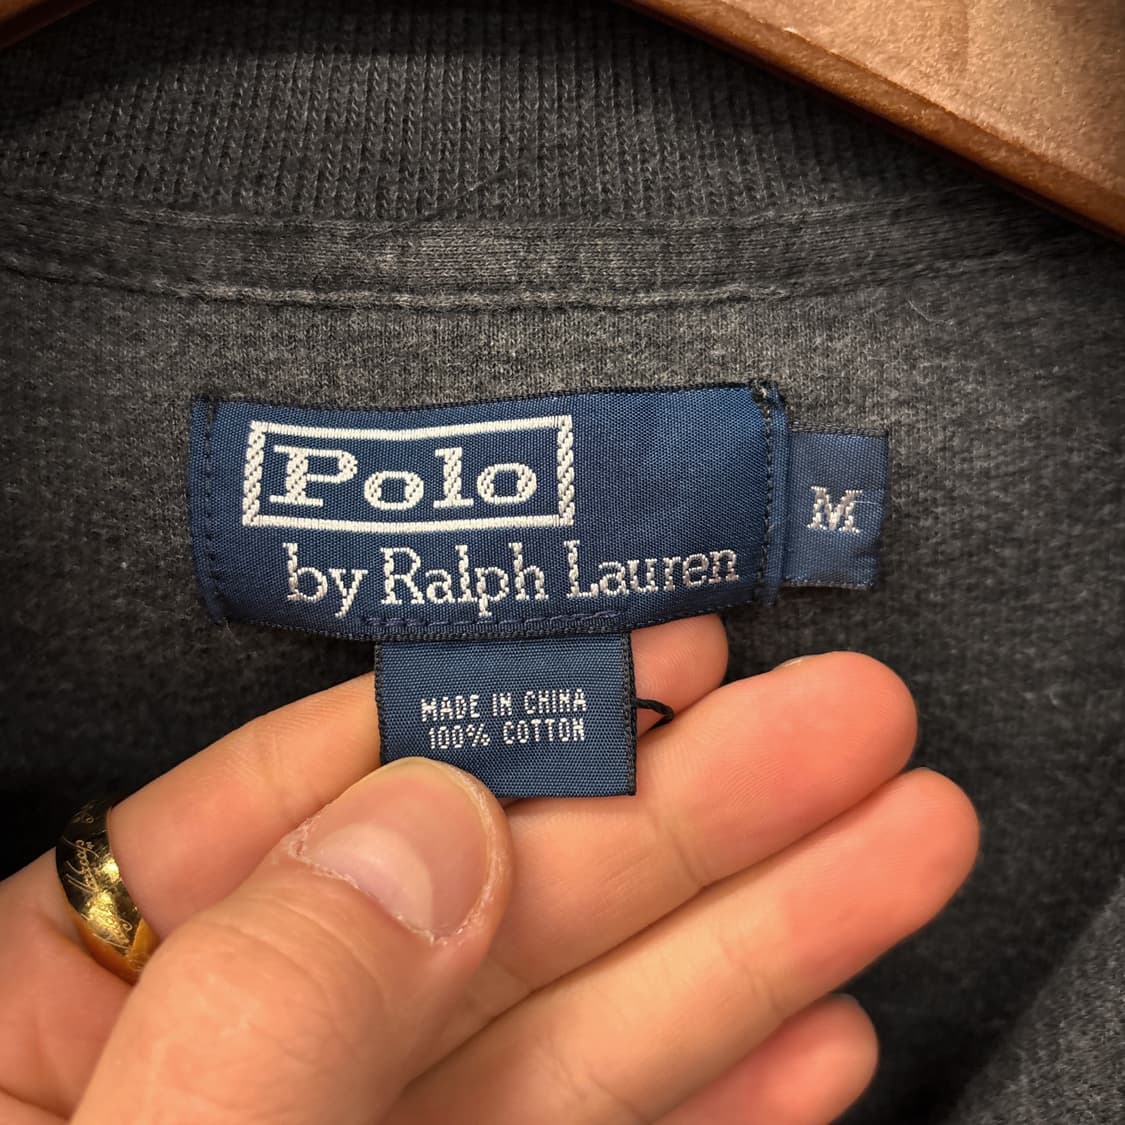 Polo
by Ralph Lauren
M
MADE IN CHINA
100% COTTON